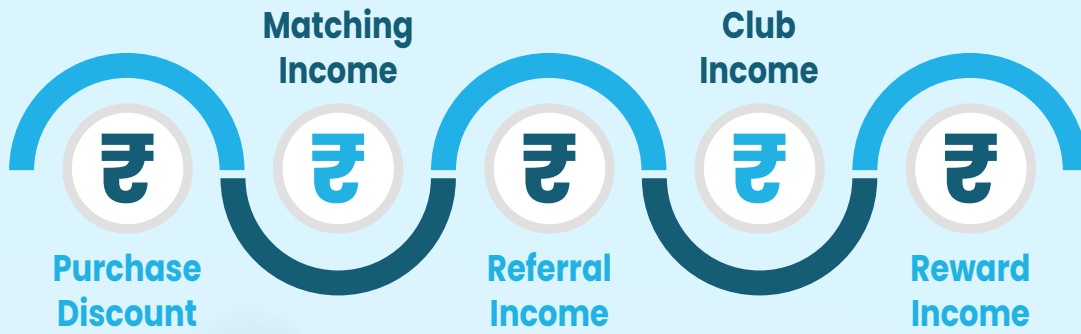 Matching
Income
Club
Income
₹
₹
₹
₹
₹
Purchase
Discount
Referral
Income
Reward
Income